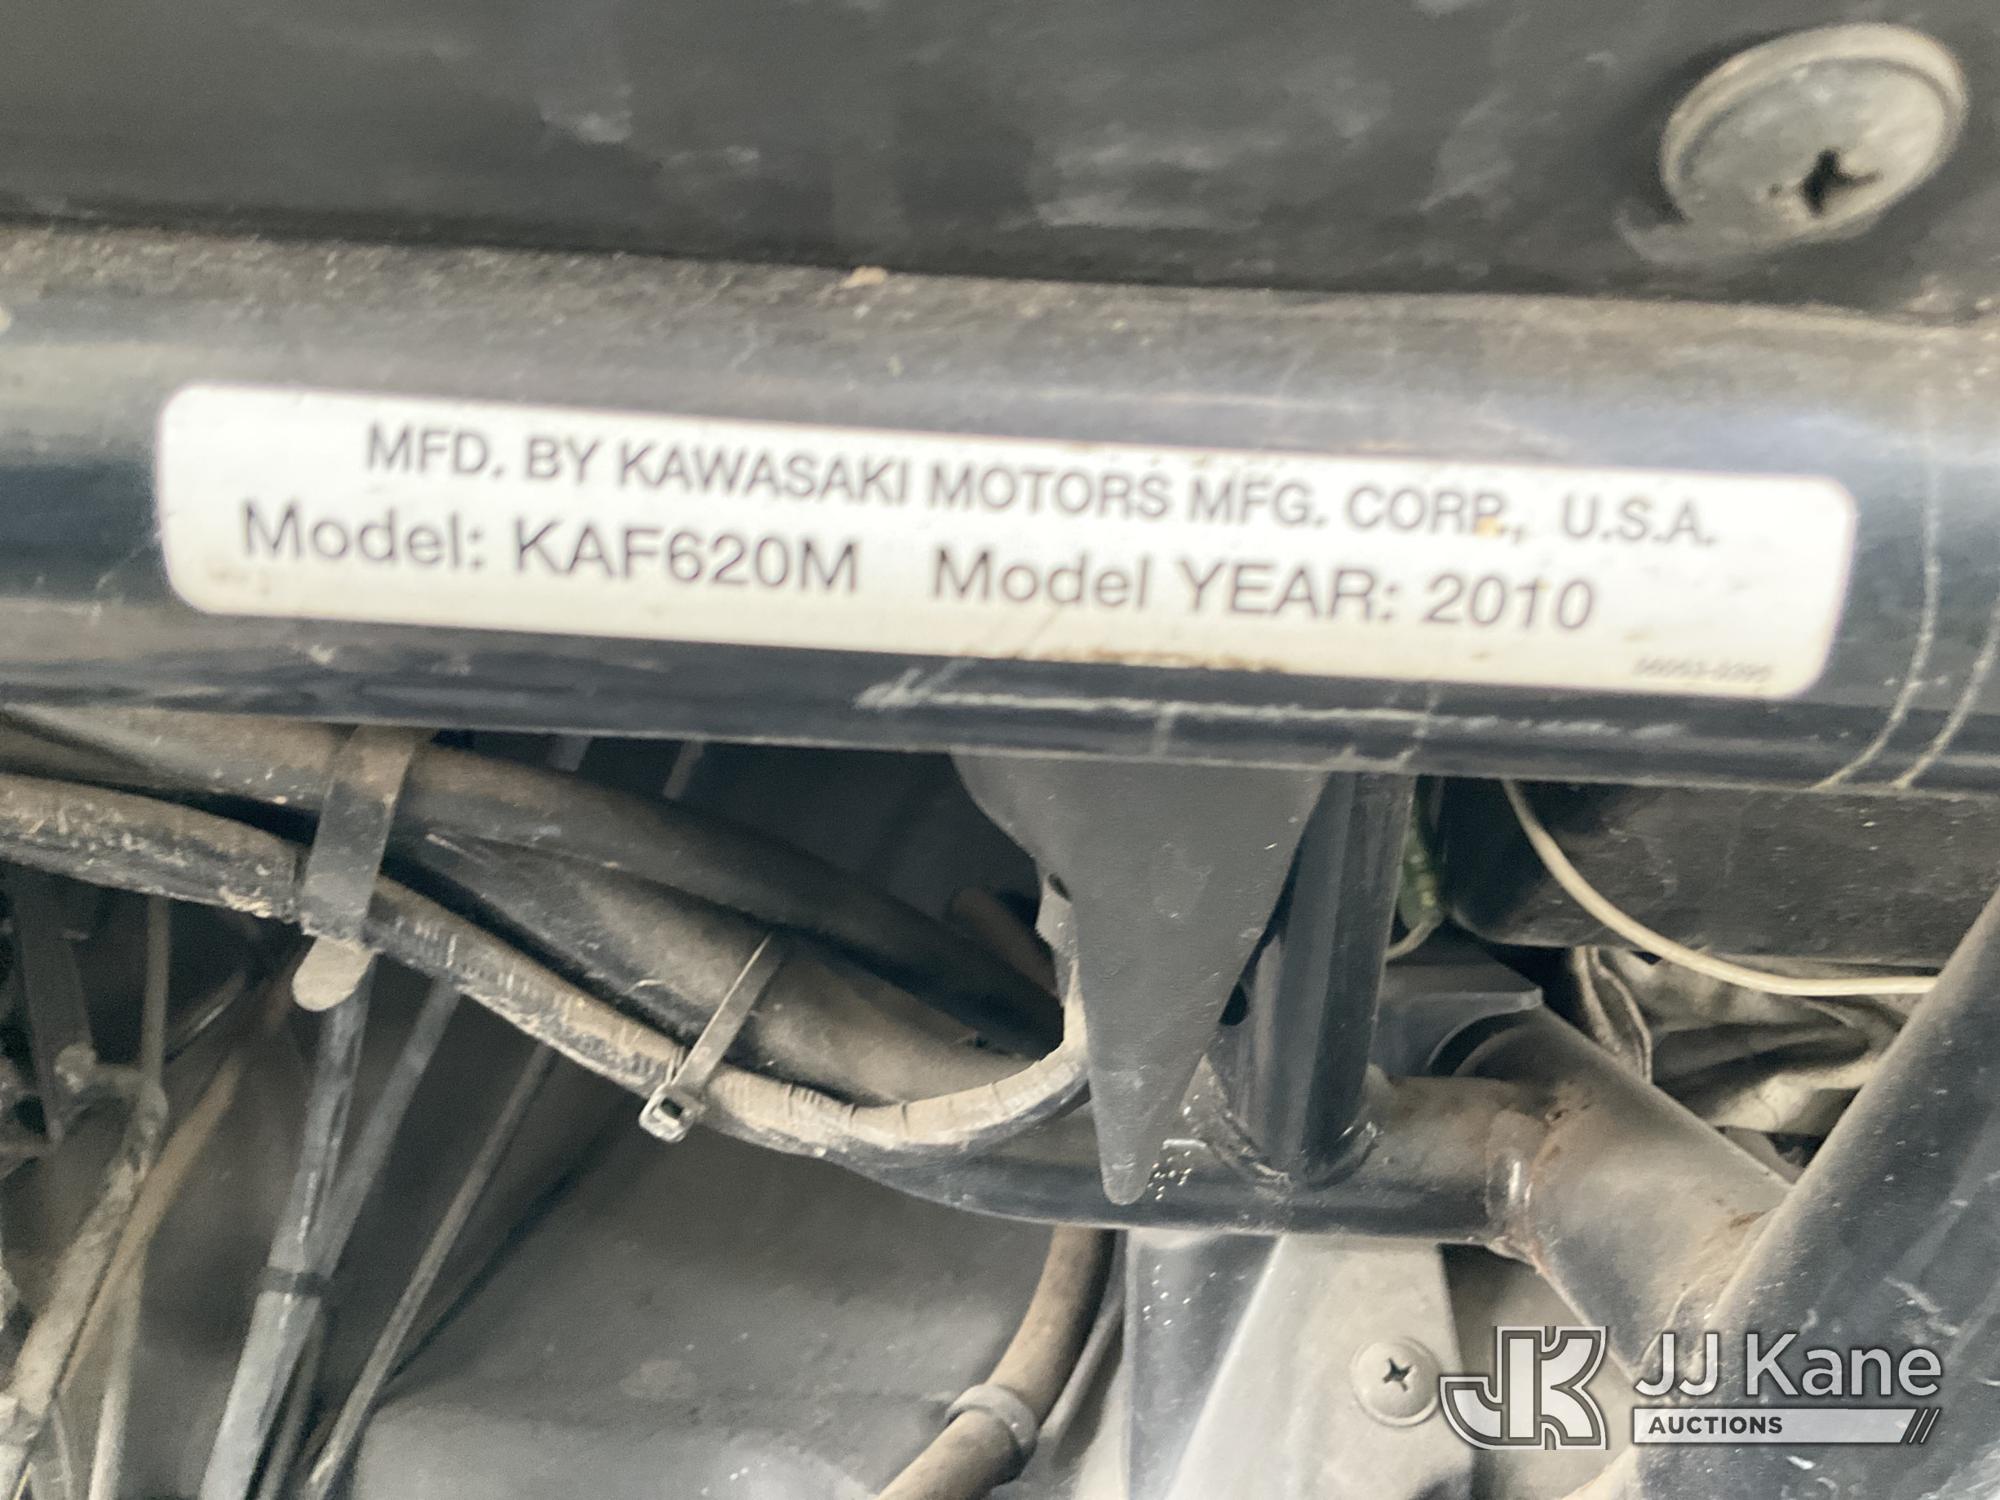 MFD. BY KAWASAKI MOTORS MFG. CORP., U.S.A.
Model: KAF620M Model YEAR: 2010
JJ Kane
AUCTIONS